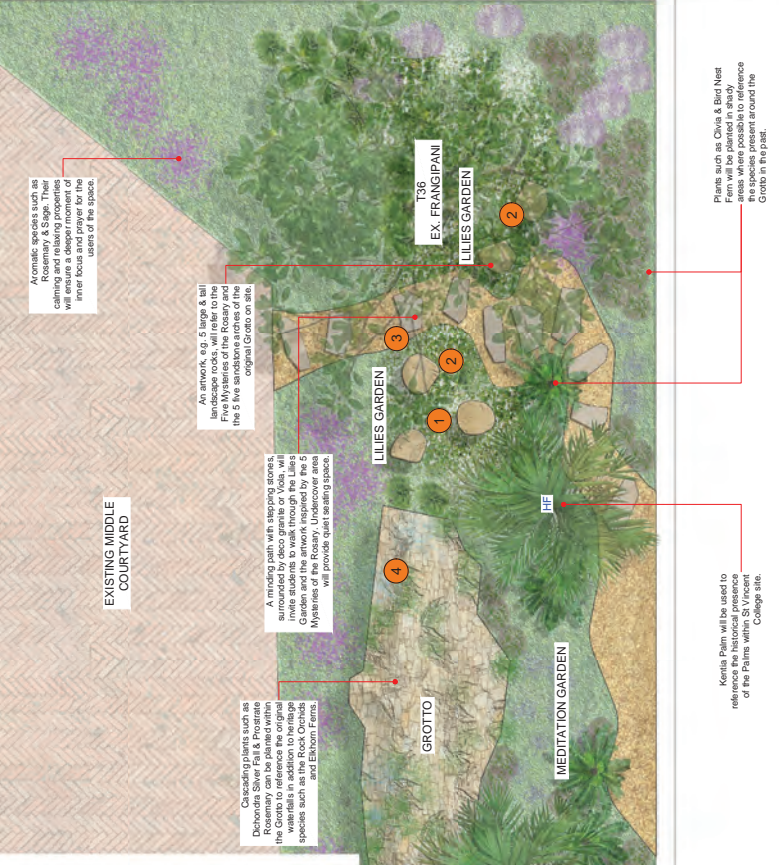 Aromatic species such as
Rosemary & Sage. Their
calming and relaxing properties
will ensure a deeper moment of
inner focus and prayer for the
users of the space.
An artwork, e.g. 5 large & tall
landscape rocks, will refer to the
Five Mysteries of the Rosary and
the 5 five sandstone arches of the
original Grotto on site.
A minding path with stepping stones,
surrounded by deco granite or Viola, will
invite students to walk through the Lilies
Garden and the artwork inspired by the 5
Mysteries of the Rosary. Undercover area
will provide quiet seating space.
Cascading plants such as
Dichondra Silver Fall & Prostrate
Rosemary can be planted within
the Grotto to reference the original
waterfalls in addition to heritage
species such as the Rock Orchids
and Elkhorn Ferns.
EXISTING MIDDLE
COURTYARD
T36
EX. FRANGIPANI
LILIES GARDEN
2
3
2
LILIES GARDEN
1
HF
4
GROTTO
MEDITATION GARDEN
Plants such as Clivia & Bird Nest
Fern will be planted in shady
areas where possible to reference
the species present around the
Grotto in the past.
Kentia Palm will be used to
reference the historical presence
of the Palms within St Vincent
College site.